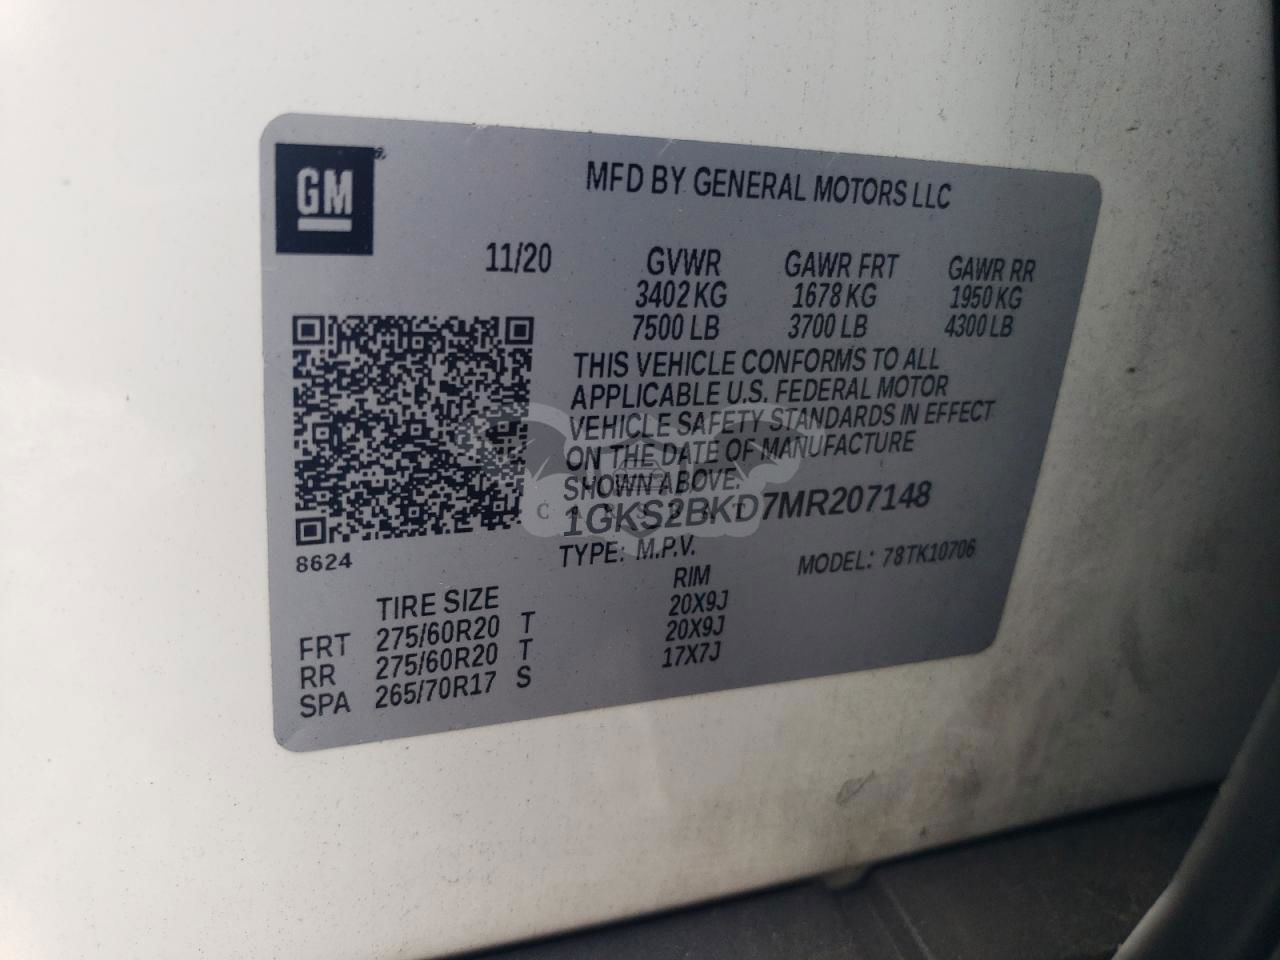 GM
MFD BY GENERAL MOTORS LLC
11/20 GVWR GAWR FRT GAWR RR
3402 KG 1678 KG 1950 KG
7500 LB 3700 LB 4300 LB
THIS VEHICLE CONFORMS TO ALL
APPLICABLE U.S. FEDERAL MOTOR
VEHICLE SAFETY STANDARDS IN EFFECT
ON THE DATE OF MANUFACTURE
SHOWN ABOVE.
1GKS2BKD7MR207148
TYPE: M.P.V. MODEL: 78TK10706
8624
TIRE SIZE RIM
FRT 275/60R20 T 20X9J
RR 275/60R20 T 20X9J
SPA 265/70R17 S 17X7J